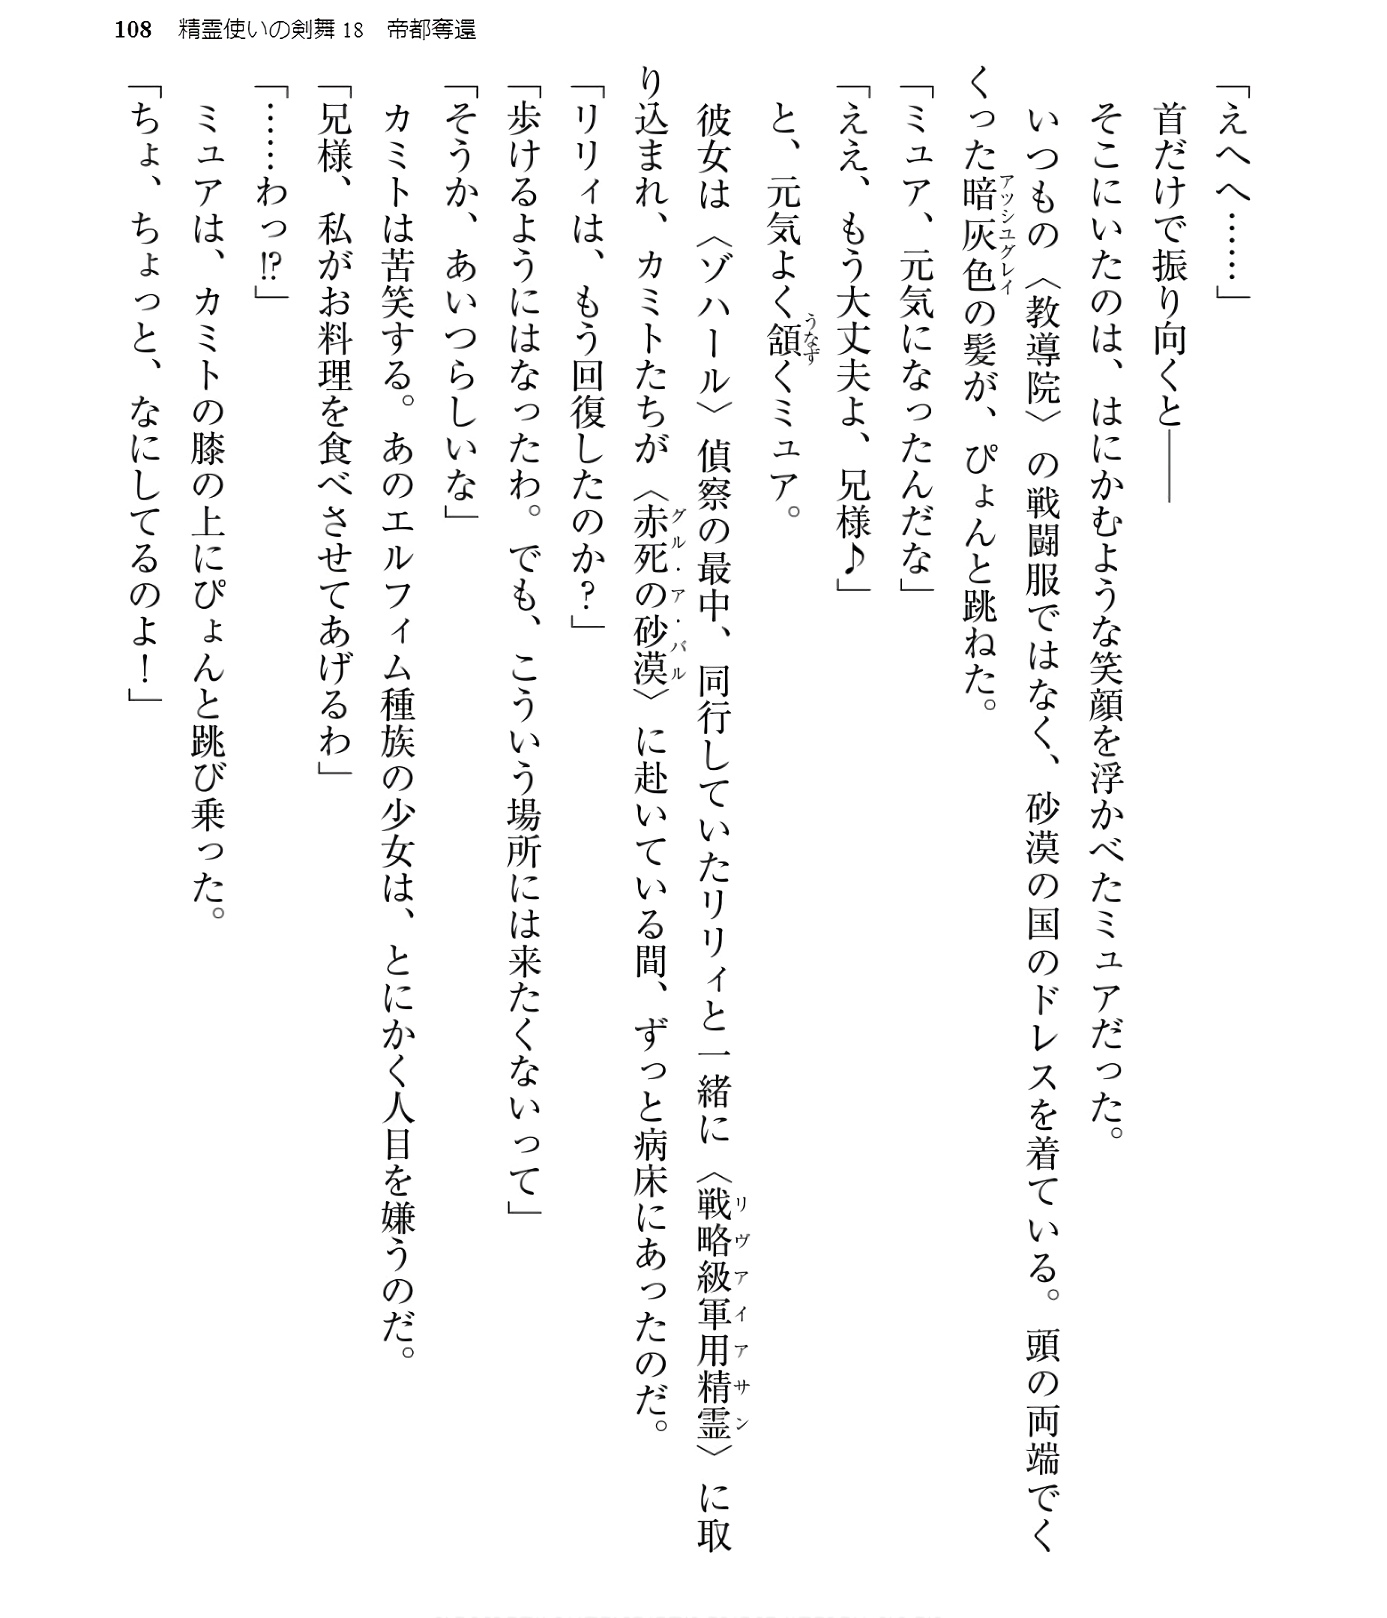 108 精霊使いの剣舞18 帝都奪還
「えへへ……」
首だけで振り向くと――
そこにいたのは、はにかむような笑顔を浮かべたミュアだった。
いつもの〈教導院〉の戦闘服ではなく、砂漠の国のドレスを着ている。頭の両端でく
くった暗灰色の髪が、ぴょんと跳ねた。
アッシュグレイ
「ミュア、元気になったんだな」
「ええ、もう大丈夫よ、兄様♪」
と、元気よく頷くミュア。
うなず
彼女は〈ゾハール〉偵察の最中、同行していたリリィと一緒に〈戦略級軍用精霊〉に取
リヴァイアサン
り込まれ、カミトたちが〈赤死の砂漠〉に赴いている間、ずっと病床にあったのだ。
グル・ア・バル
「リリィは、もう回復したのか?」
「歩けるようにはなったわ。でも、こういう場所には来たくないって」
「そうか、あいつらしいな」
カミトは苦笑する。あのエルフィム種族の少女は、とにかく人目を嫌うのだ。
「兄様、私がお料理を食べさせてあげるわ」
「……わっ!?」
ミュアは、カミトの膝の上にぴょんと跳び乗った。
「ちょ、ちょっと、なにしてるのよ!」